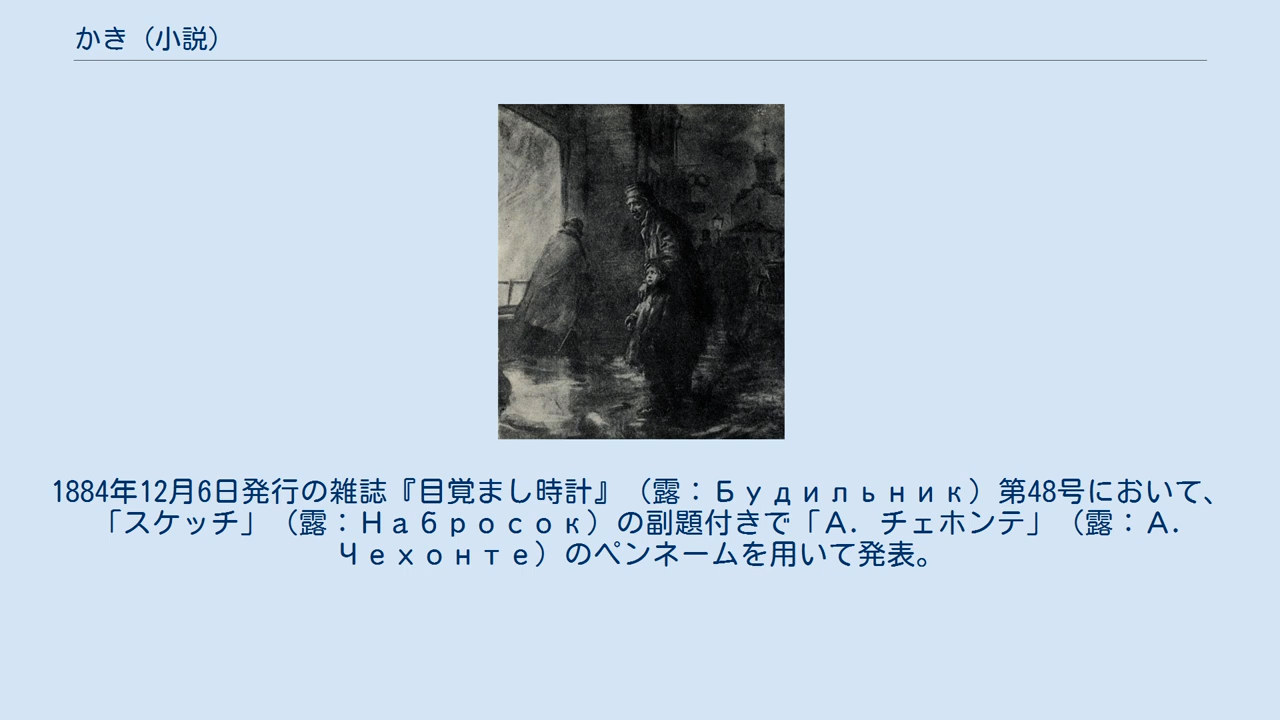 かき（小説）
1884年12月6日発行の雑誌『目覚まし時計』（露：Будильник）第48号において、
「スケッチ」（露：Набросок）の副題付きで「А．チェホンテ」（露：А．
Чехонте）のペンネームを用いて発表。